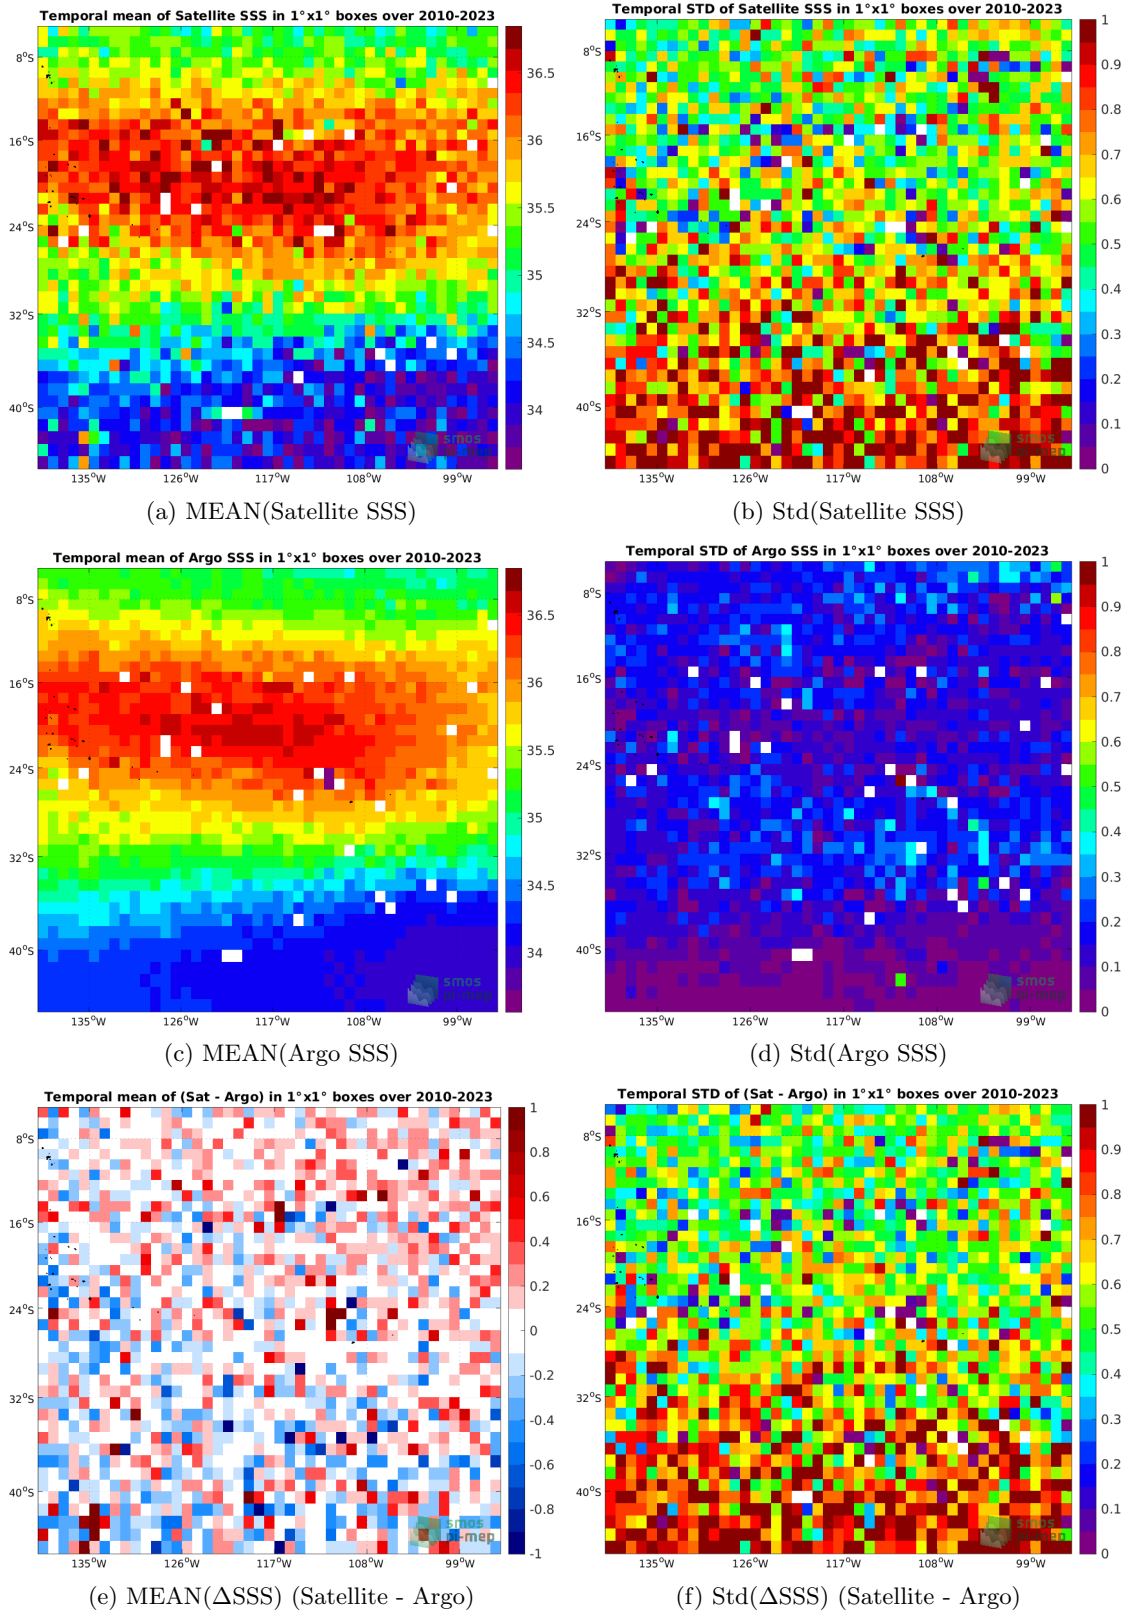 Temporal mean of Satellite SSS in 1°x1° boxes over 2010-2023
8°S
16°S
24°S
32°S
40°S
135°W 126°W 117°W 108°W 99°W
36.5
36
35.5
35
34.5
34
smos
pi-mep
(a) MEAN(Satellite SSS)
Temporal STD of Satellite SSS in 1°x1° boxes over 2010-2023
8°S
16°S
24°S
32°S
40°S
135°W 126°W 117°W 108°W 99°W
1
0.9
0.8
0.7
0.6
0.5
0.4
0.3
0.2
0.1
0
smos
pi-mep
(b) Std(Satellite SSS)
Temporal mean of Argo SSS in 1°x1° boxes over 2010-2023
8°S
16°S
24°S
32°S
40°S
135°W 126°W 117°W 108°W 99°W
36.5
36
35.5
35
34.5
34
smos
pi-mep
(c) MEAN(Argo SSS)
Temporal STD of Argo SSS in 1°x1° boxes over 2010-2023
8°S
16°S
24°S
32°S
40°S
135°W 126°W 117°W 108°W 99°W
1
0.9
0.8
0.7
0.6
0.5
0.4
0.3
0.2
0.1
0
smos
pi-mep
(d) Std(Argo SSS)
Temporal mean of (Sat - Argo) in 1°x1° boxes over 2010-2023
8°S
16°S
24°S
32°S
40°S
135°W 126°W 117°W 108°W 99°W
1
0.8
0.6
0.4
0.2
0
-0.2
-0.4
-0.6
-0.8
-1
smos
pi-mep
(e) MEAN(ΔSSS) (Satellite - Argo)
Temporal STD of (Sat - Argo) in 1°x1° boxes over 2010-2023
8°S
16°S
24°S
32°S
40°S
135°W 126°W 117°W 108°W 99°W
1
0.9
0.8
0.7
0.6
0.5
0.4
0.3
0.2
0.1
0
smos
pi-mep
(f) Std(ΔSSS) (Satellite - Argo)